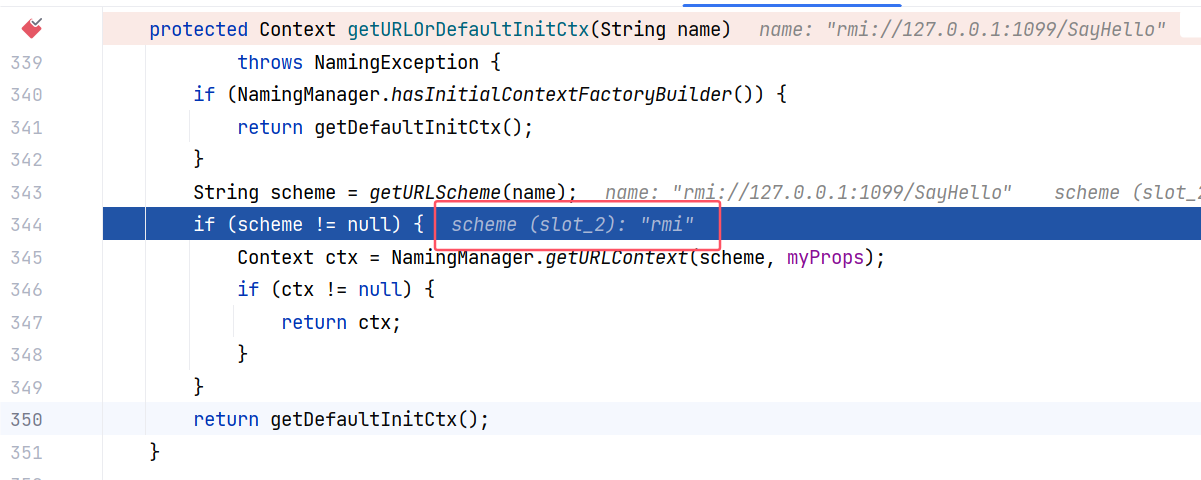 protected Context getURLOrDefaultInitCtx(String name)   name: "rmi://127.0.0.1:1099/SayHello"
339 throws NamingException {
340 if (NamingManager.hasInitialContextFactoryBuilder()) {
341 return getDefaultInitCtx();
342 }
343 String scheme = getURLScheme(name);   name: "rmi://127.0.0.1:1099/SayHello"   scheme (slot_2
344 if (scheme != null) {   scheme (slot_2): "rmi"
345 Context ctx = NamingManager.getURLContext(scheme, myProps);
346 if (ctx != null) {
347 return ctx;
348 }
349 }
350 return getDefaultInitCtx();
351 }